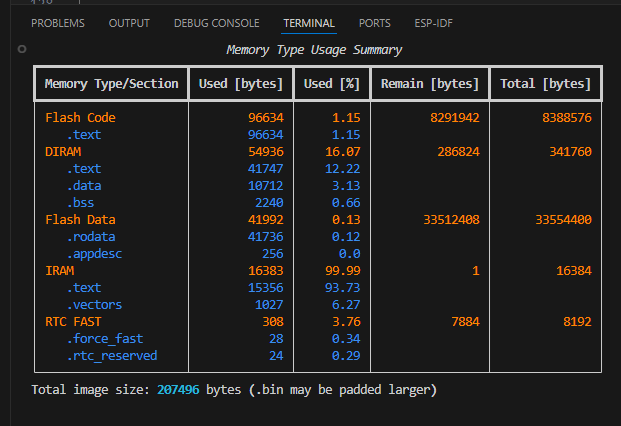 PROBLEMS OUTPUT DEBUG CONSOLE TERMINAL PORTS ESP-IDF
Memory Type Usage Summary
Memory Type/Section Used [bytes] Used [%] Remain [bytes] Total [bytes]
Flash Code 96634 1.15 8291942 8388576
.text 96634 1.15
DIRAM 54936 16.07 286824 341760
.text 41747 12.22
.data 10712 3.13
.bss 2240 0.66
Flash Data 41992 0.13 33512408 33554400
.rodata 41736 0.12
.appdesc 256 0.0
IRAM 16383 99.99 1 16384
.text 15356 93.73
.vectors 1027 6.27
RTC FAST 308 3.76 7884 8192
.force_fast 28 0.34
.rtc_reserved 24 0.29
Total image size: 207496 bytes (.bin may be padded larger)